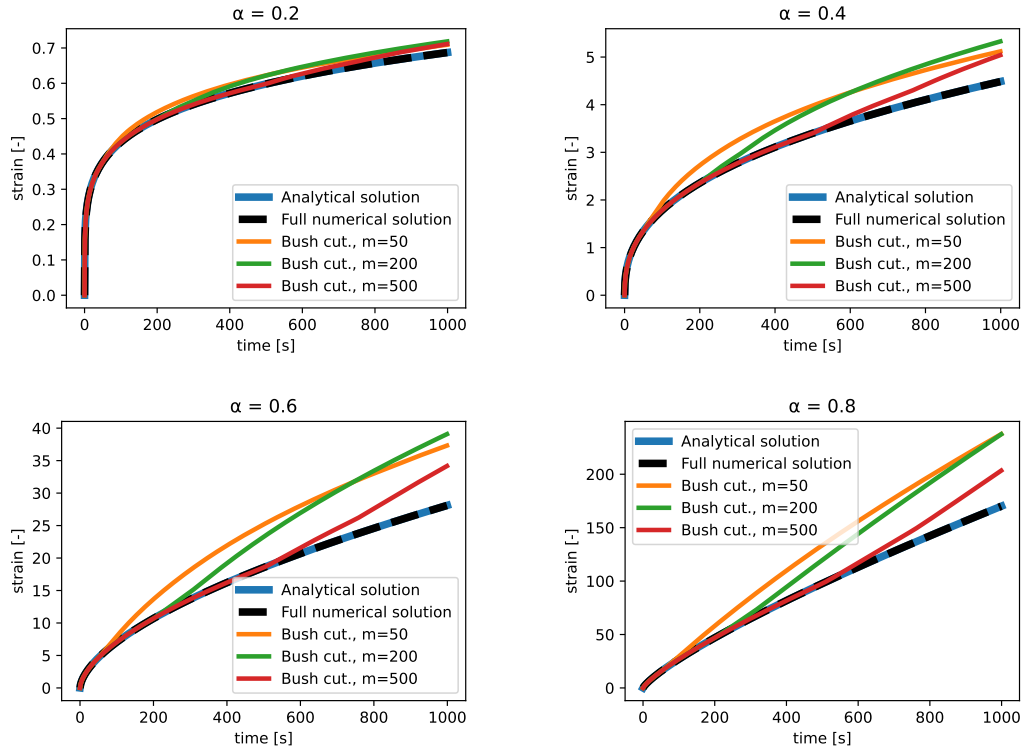 α = 0.2
0.7
0.6
0.5
0.4
0.3
0.2
0.1
0.0
strain [-]
Analytical solution
Full numerical solution
Bush cut., m=50
Bush cut., m=200
Bush cut., m=500
0 200 400 600 800 1000
time [s]
α = 0.4
5
4
3
2
1
0
strain [-]
Analytical solution
Full numerical solution
Bush cut., m=50
Bush cut., m=200
Bush cut., m=500
0 200 400 600 800 1000
time [s]
α = 0.6
40
35
30
25
20
15
10
5
0
strain [-]
Analytical solution
Full numerical solution
Bush cut., m=50
Bush cut., m=200
Bush cut., m=500
0 200 400 600 800 1000
time [s]
α = 0.8
200
150
100
50
0
strain [-]
Analytical solution
Full numerical solution
Bush cut., m=50
Bush cut., m=200
Bush cut., m=500
0 200 400 600 800 1000
time [s]